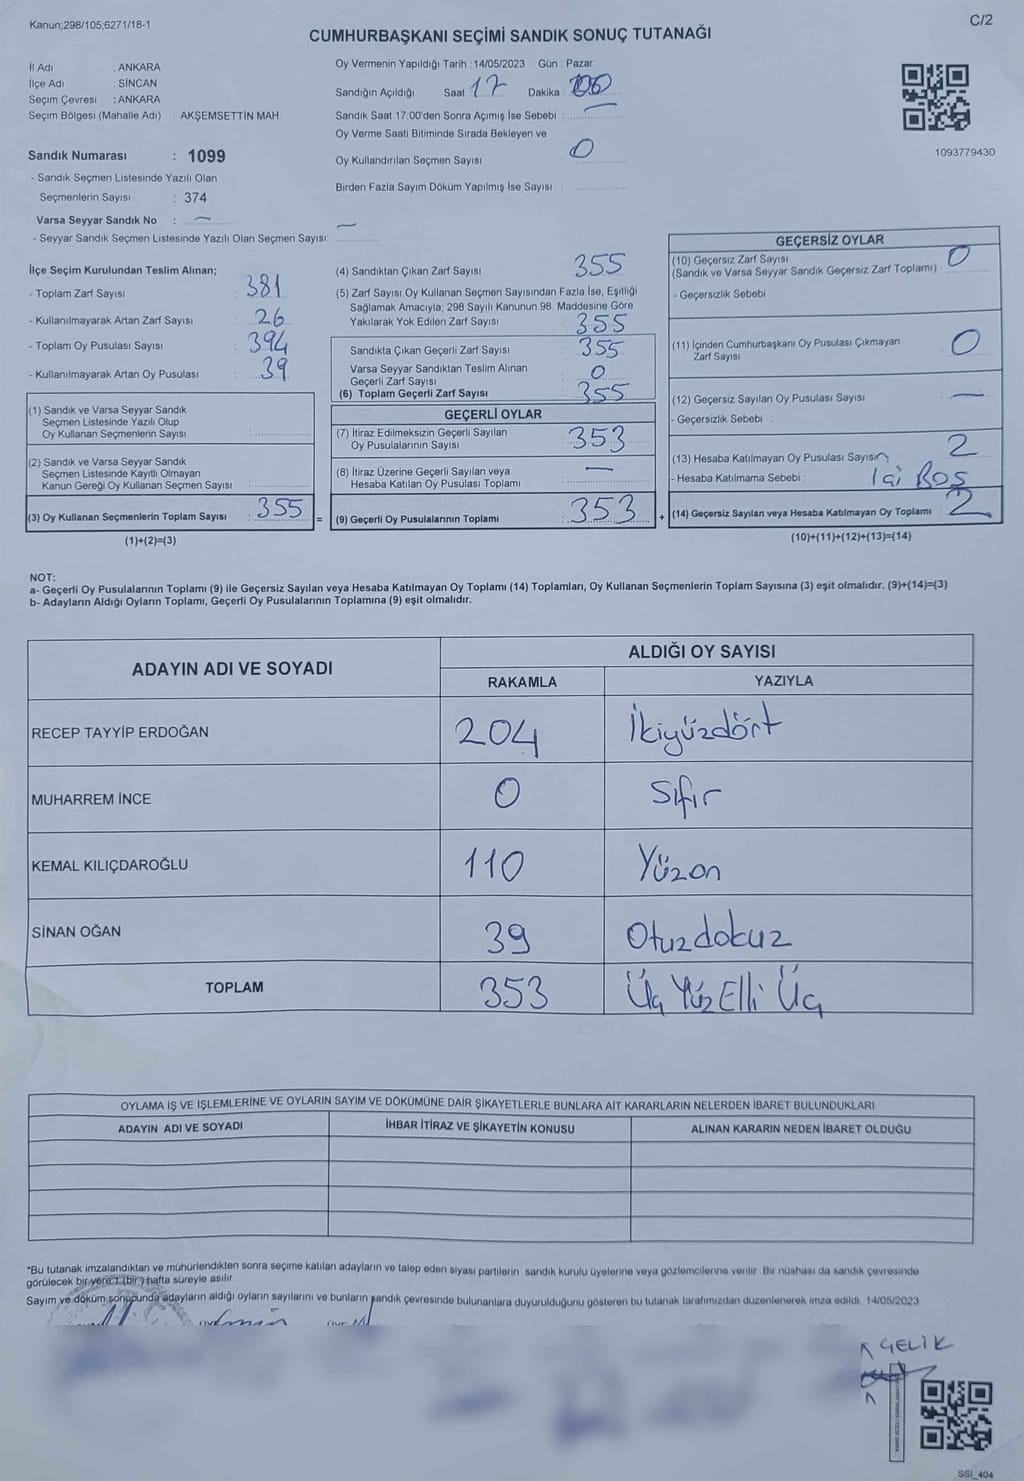 Kanun;298/105;6271/18-1
C/2
CUMHURBAŞKANI SEÇİMİ SANDIK SONUÇ TUTANAĞI
İl Adı : ANKARA
İlçe Adı : SİNCAN
Seçim Çevresi : ANKARA
Seçim Bölgesi (Mahalle Adı) : AKŞEMSETTİN MAH.
Sandık Numarası : 1099
- Sandık Seçmen Listesinde Yazılı Olan
Seçmenlerin Sayısı : 374
Varsa Seyyar Sandık No : —
- Seyyar Sandık Seçmen Listesinde Yazılı Olan Seçmen Sayısı: —
Oy Vermenin Yapıldığı Tarih : 14/05/2023 Gün : Pazar
Sandığın Açıldığı Saat 17 Dakika :
Sandık Saat 17:00'den Sonra Açımış İse Sebebi : —
Oy Verme Saati Bitiminde Sırada Bekleyen ve
Oy Kullandırılan Seçmen Sayısı : 0
Birden Fazla Sayım Döküm Yapılmış İse Sayısı :
1093779430
İlçe Seçim Kurulundan Teslim Alınan;
- Toplam Zarf Sayısı : 381
- Kullanılmayarak Artan Zarf Sayısı : 26
- Toplam Oy Pusulası Sayısı : 394
- Kullanılmayarak Artan Oy Pusulası : 39
(1) Sandık ve Varsa Seyyar Sandık
Seçmen Listesinde Yazılı Olup
Oy Kullanan Seçmenlerin Sayısı :
(2) Sandık ve Varsa Seyyar Sandık
Seçmen Listesinde Kayıtlı Olmayan
Kanun Gereği Oy Kullanan Seçmen Sayısı :
(3) Oy Kullanan Seçmenlerin Toplam Sayısı : 355
(1)+(2)=(3)
=
(4) Sandıktan Çıkan Zarf Sayısı : 355
(5) Zarf Sayısı Oy Kullanan Seçmen Sayısından Fazla İse, Eşitliği
Sağlamak Amacıyla; 298 Sayılı Kanunun 98. Maddesine Göre
Yakılarak Yok Edilen Zarf Sayısı : 355
Sandıkta Çıkan Geçerli Zarf Sayısı : 355
Varsa Seyyar Sandıktan Teslim Alınan
Geçerli Zarf Sayısı : 0
(6) Toplam Geçerli Zarf Sayısı : 355
GEÇERLİ OYLAR
(7) İtiraz Edilmeksizin Geçerli Sayılan
Oy Pusulalarının Sayısı : 353
(8) İtiraz Üzerine Geçerli Sayılan veya
Hesaba Katılan Oy Pusulası Toplamı : —
(9) Geçerli Oy Pusulalarının Toplamı : 353
+
GEÇERSİZ OYLAR
(10) Geçersiz Zarf Sayısı
(Sandık ve Varsa Seyyar Sandık Geçersiz Zarf Toplamı) : 0
- Geçersizlik Sebebi :
(11) İçinden Cumhurbaşkanı Oy Pusulası Çıkmayan
Zarf Sayısı : 0
(12) Geçersiz Sayılan Oy Pusulası Sayısı : —
- Geçersizlik Sebebi :
(13) Hesaba Katılmayan Oy Pusulası Sayısı : 2
- Hesaba Katılmama Sebebi : İçi Boş
(14) Geçersiz Sayılan veya Hesaba Katılmayan Oy Toplamı : 2
(10)+(11)+(12)+(13)=(14)
NOT:
a- Geçerli Oy Pusulalarının Toplamı (9) ile Geçersiz Sayılan veya Hesaba Katılmayan Oy Toplamı (14) Toplamları, Oy Kullanan Seçmenlerin Toplam Sayısına (3) eşit olmalıdır. (9)+(14)=(3)
b- Adayların Aldığı Oyların Toplamı, Geçerli Oy Pusulalarının Toplamına (9) eşit olmalıdır.
ADAYIN ADI VE SOYADI
ALDIĞI OY SAYISI
RAKAMLA YAZIYLA
RECEP TAYYİP ERDOĞAN 204 İkiyüzdört
MUHARREM İNCE 0 Sıfır
KEMAL KILIÇDAROĞLU 110 Yüzon
SİNAN OĞAN 39 Otuzdokuz
TOPLAM 353 Üç Yüz Elli Üç
OYLAMA İŞ VE İŞLEMLERİNE VE OYLARIN SAYIM VE DÖKÜMÜNE DAİR ŞİKAYETLERLE BUNLARA AİT KARARLARIN NELERDEN İBARET BULUNDUKLARI
ADAYIN ADI VE SOYADI İHBAR İTİRAZ VE ŞİKAYETİN KONUSU ALINAN KARARIN NEDEN İBARET OLDUĞU
*Bu tutanak imzalandıktan ve mühürlendikten sonra seçime katılan adayların ve talep eden siyasi partilerin sandık kurulu üyelerine veya gözlemcilerine verilir. Bir nüshası da sandık çevresinde
görülecek bir yere 1 (bir) hafta süreyle asılır.
Sayım ve döküm sonucunda adayların aldığı oyların sayılarını ve bunların sandık çevresinde bulunanlara duyurulduğunu gösteren bu tutanak tarafımızdan düzenlenerek imza edildi. 14/05/2023
ÇELİK
SSI_404